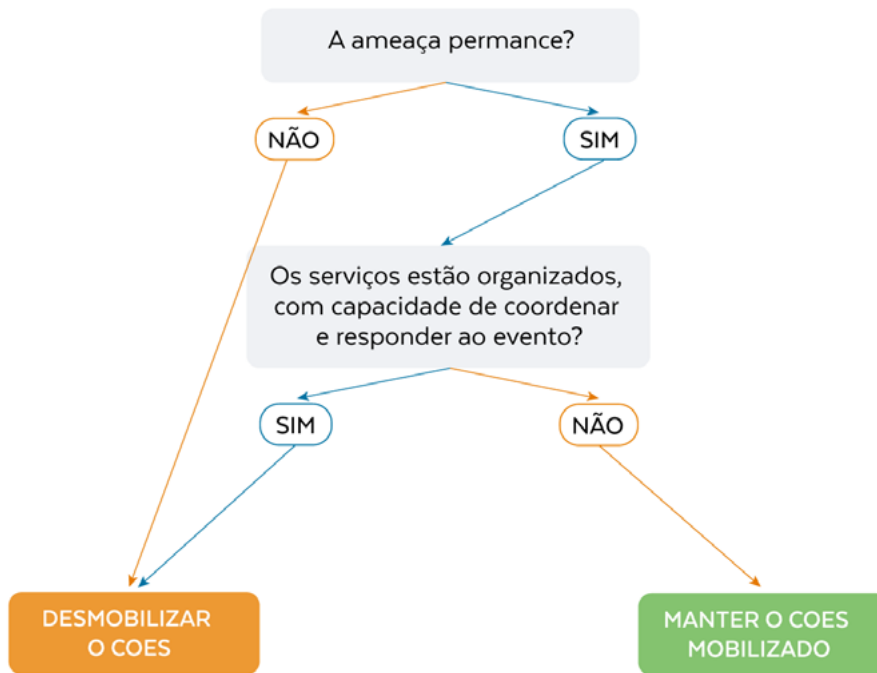 A ameaça permance?
NÃO
SIM
Os serviços estão organizados,
com capacidade de coordenar
e responder ao evento?
SIM
NÃO
DESMOBILIZAR
O COES
MANTER O COES
MOBILIZADO